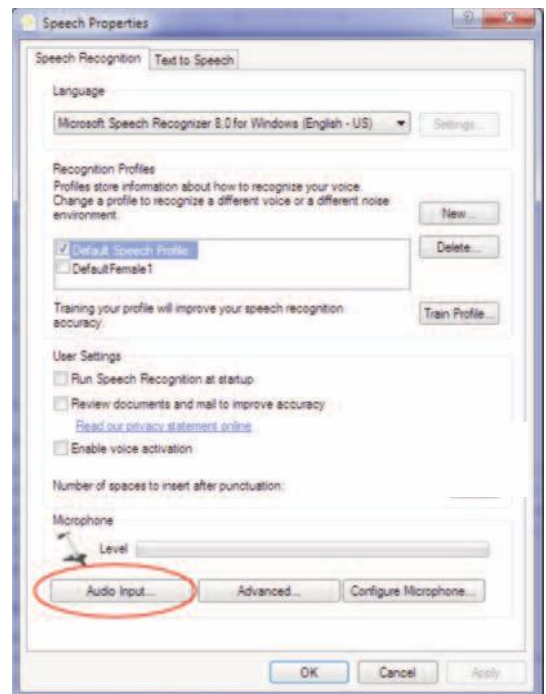 Speech Properties
Speech Recognition Text to Speech
Language
Microsoft Speech Recognizer 8.0 for Windows (English - US)
Settings...
Recognition Profiles
Profiles store information about how to recognize your voice.
Change a profile to recognize a different voice or a different noise
environment.
New...
Default Speech Profile
Delete...
DefaultFemale1
Training your profile will improve your speech recognition
accuracy.
Train Profile...
User Settings
Run Speech Recognition at startup
Review documents and mail to improve accuracy
Read our privacy statement online
Enable voice activation
Number of spaces to insert after punctuation:
Microphone
Level
Audio Input... Advanced... Configure Microphone...
OK Cancel Apply